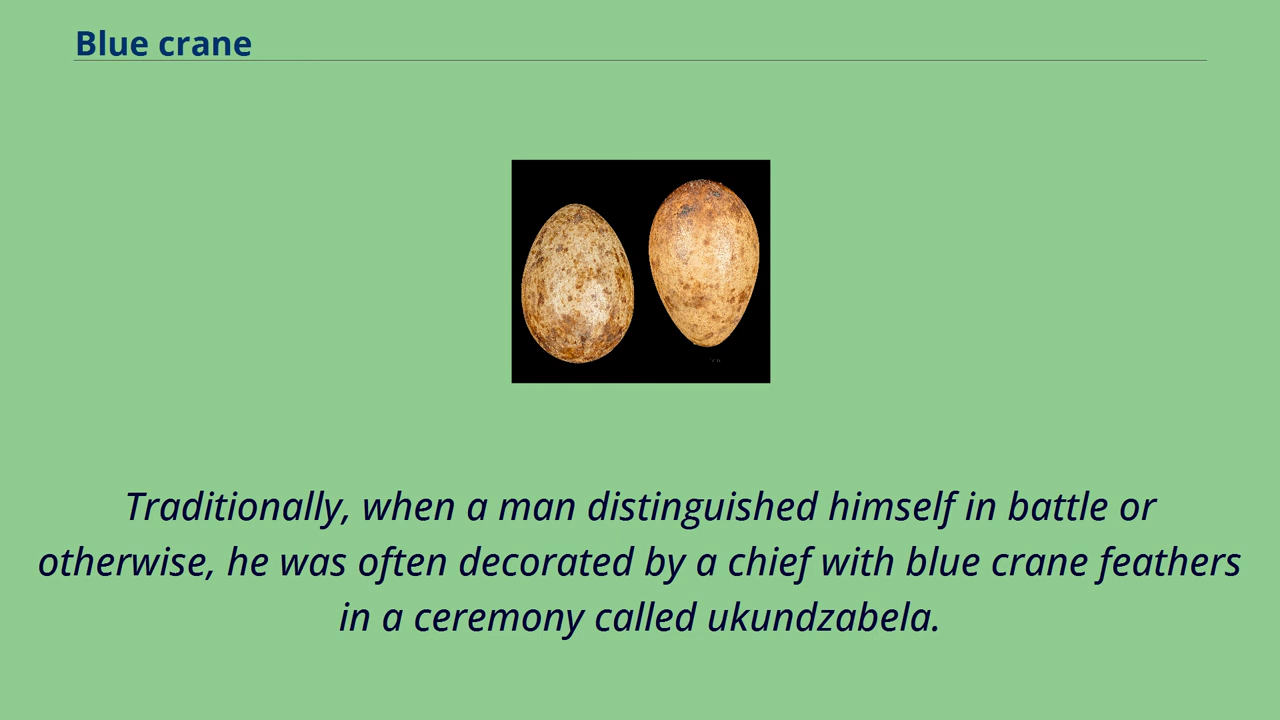 Blue crane
Traditionally, when a man distinguished himself in battle or
otherwise, he was often decorated by a chief with blue crane feathers
in a ceremony called ukundzabela.